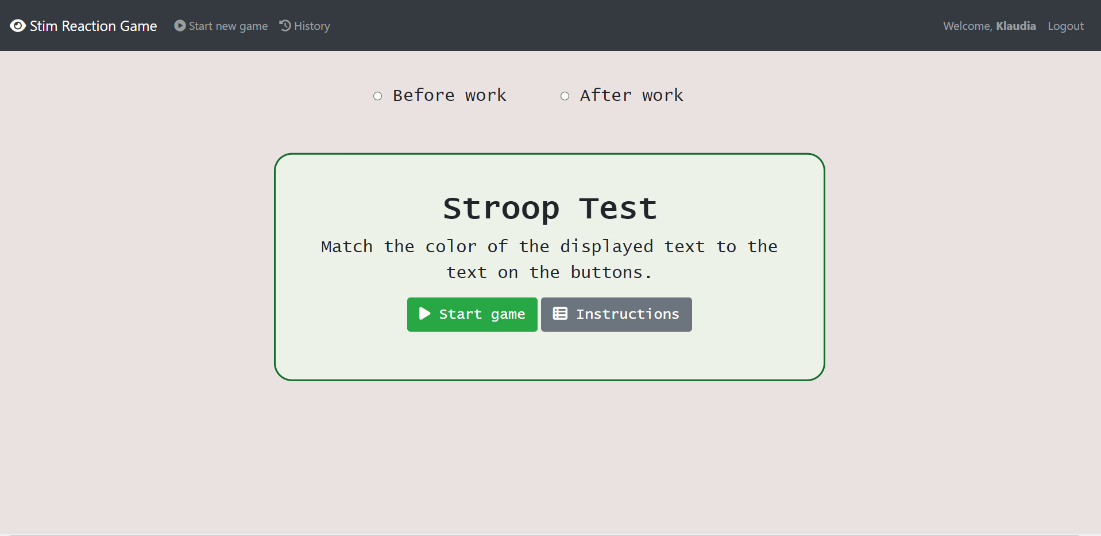 Stim Reaction Game Start new game History Welcome, Klaudia Logout
Before work After work
Stroop Test
Match the color of the displayed text to the
text on the buttons.
Start game Instructions